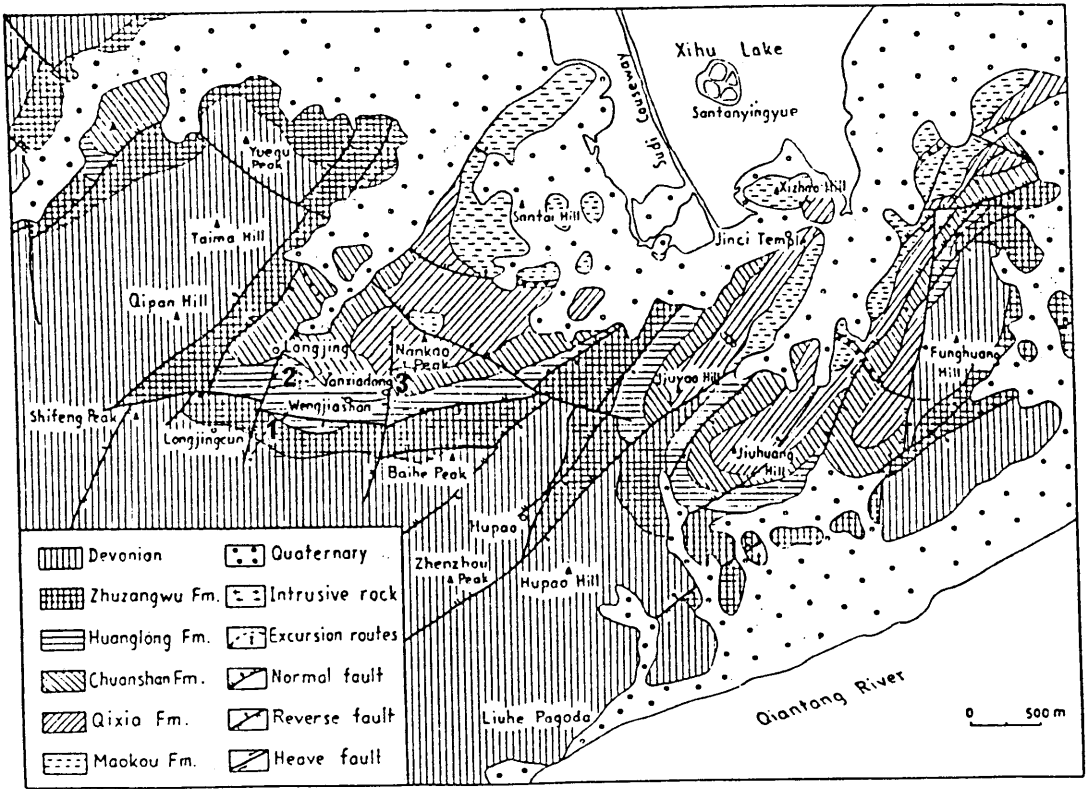 Xihu Lake
Santanyingyue
Sudi Causeway
Yuegu
Peak
Xizhao Hill
Santai Hill
Taima Hill
Jinci Templ
Qipan Hill
Longjing
Nankao
Peak
Funghuang
Hill
2
Yanxiadong
3
Jiuyao Hill
Wengjiashan
Shifeng Peak
Longjingcun
1
Jiuhuang
Hill
Baihe Peak
Hupao
Zhenzhou
Peak
Hupao Hill
Liuhe Pagoda
Qiantang River
0 500 m
Devonian
Zhuzangwu Fm.
Huanglong Fm.
Chuanshan Fm.
Qixia Fm.
Maokou Fm.
Quaternary
Intrusive rock
Excursion routes
Normal fault
Reverse fault
Heave fault